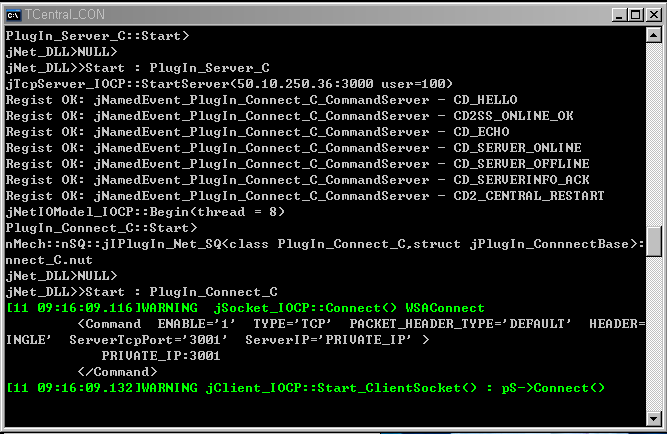 TCentral_CON
PlugIn_Server_C::Start>
jNet_DLL>NULL>
jNet_DLL>>Start : PlugIn_Server_C
jTcpServer_IOCP::StartServer(50.10.250.36:3000 user=100)
Regist OK: jNamedEvent_PlugIn_Connect_C_CommandServer - CD_HELLO
Regist OK: jNamedEvent_PlugIn_Connect_C_CommandServer - CD2SS_ONLINE_OK
Regist OK: jNamedEvent_PlugIn_Connect_C_CommandServer - CD_ECHO
Regist OK: jNamedEvent_PlugIn_Connect_C_CommandServer - CD_SERVER_ONLINE
Regist OK: jNamedEvent_PlugIn_Connect_C_CommandServer - CD_SERVER_OFFLINE
Regist OK: jNamedEvent_PlugIn_Connect_C_CommandServer - CD_SERVERINFO_ACK
Regist OK: jNamedEvent_PlugIn_Connect_C_CommandServer - CD2_CENTRAL_RESTART
jNetIOModel_IOCP::Begin(thread = 8)
PlugIn_Connect_C::Start>
nMech::nSQ::jIPlugIn_Net_SQ<class PlugIn_Connect_C,struct jPlugIn_ConnnectBase>:
nnect_C.nut
jNet_DLL>NULL>
jNet_DLL>>Start : PlugIn_Connect_C
[11 09:16:09.116]WARNING  jSocket_IOCP::Connect() WSAConnect
<Command  ENABLE='1'  TYPE='TCP'  PACKET_HEADER_TYPE='DEFAULT'  HEADER=
INGLE'  ServerTcpPort='3001'  ServerIP='PRIVATE_IP' >
PRIVATE_IP:3001
</Command>
[11 09:16:09.132]WARNING jClient_IOCP::Start_ClientSocket() : pS->Connect()